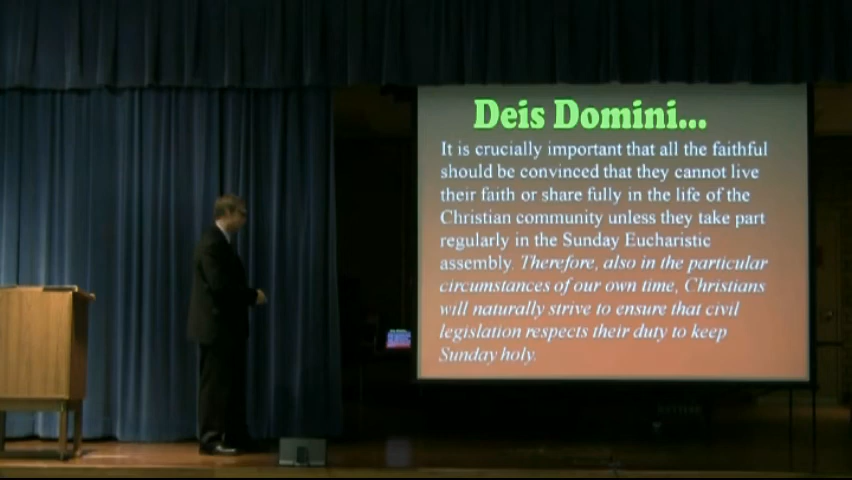 Deis Domini...
It is crucially important that all the faithful
should be convinced that they cannot live
their faith or share fully in the life of the
Christian community unless they take part
regularly in the Sunday Eucharistic
assembly. Therefore, also in the particular
circumstances of our own time, Christians
will naturally strive to ensure that civil
legislation respects their duty to keep
Sunday holy.